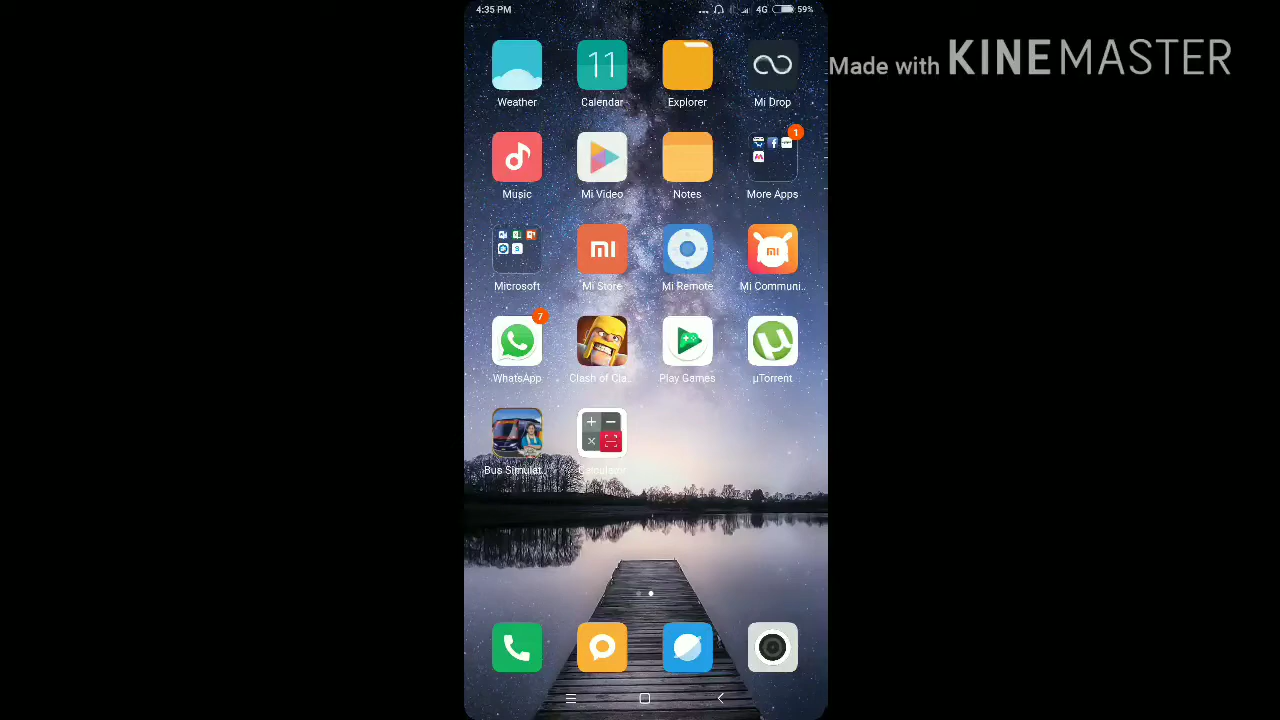 4:35 PM
... 4G 59%
Made with KINEMASTER
11
Weather
Calendar
Explorer
Mi Drop
1
Music
Mi Video
Notes
More Apps
Microsoft
Mi Store
Mi Remote
Mi Communi..
7
WhatsApp
Clash of Cla..
Play Games
µTorrent
Bus Simulat..
Calculator